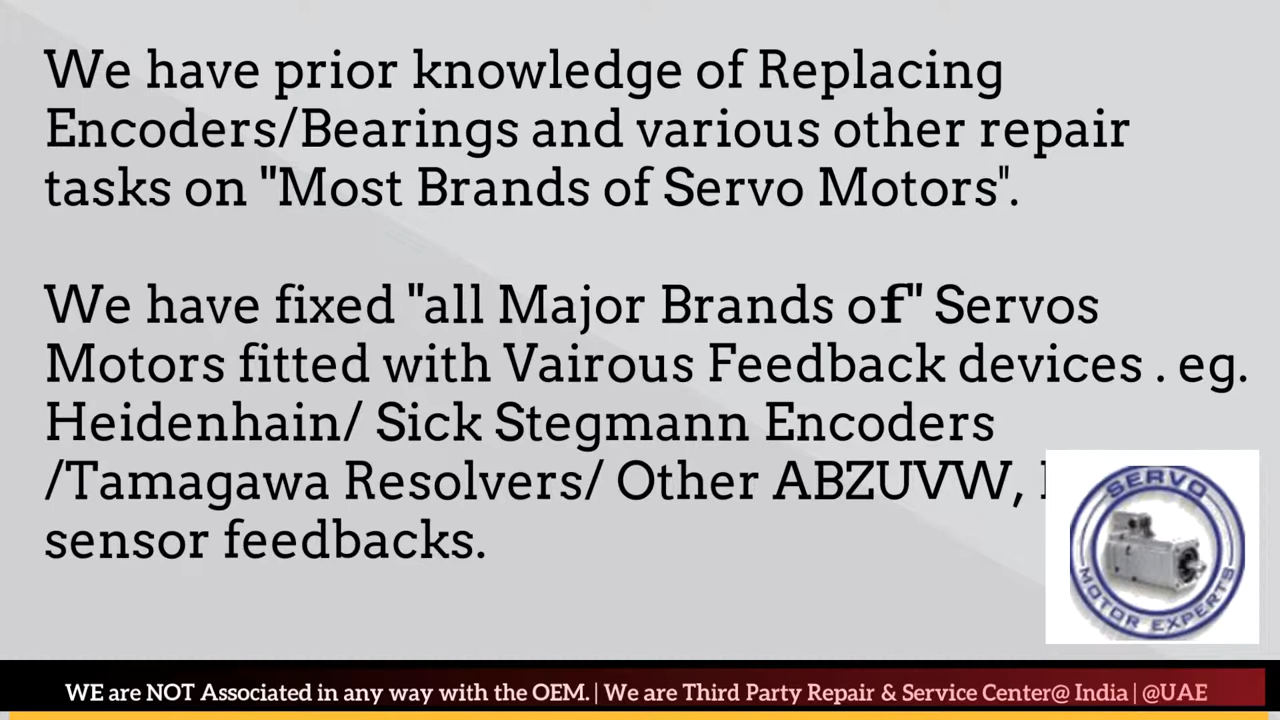 We have prior knowledge of Replacing
Encoders/Bearings and various other repair
tasks on "Most Brands of Servo Motors".
We have fixed "all Major Brands of" Servos
Motors fitted with Vairous Feedback devices . eg.
Heidenhain/ Sick Stegmann Encoders
/Tamagawa Resolvers/ Other ABZUVW,
sensor feedbacks.
SERVO
MOTOR EXPERTS
WE are NOT Associated in any way with the OEM. | We are Third Party Repair & Service Center@ India | @UAE